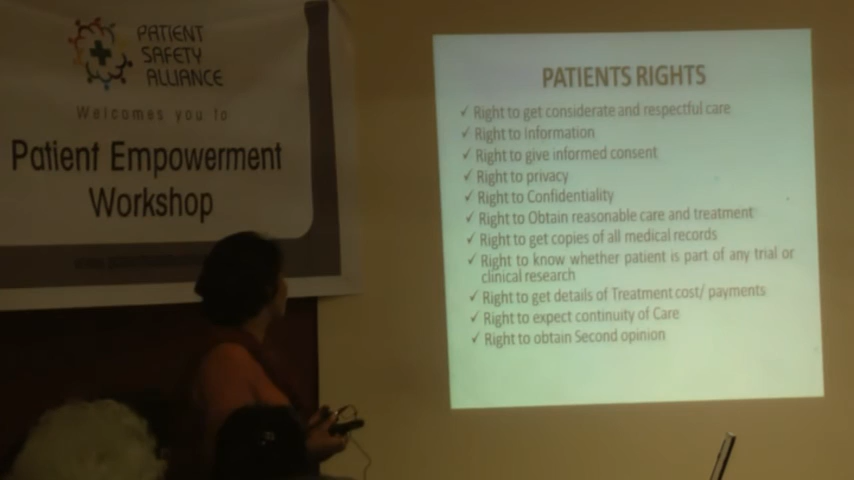 PATIENT
SAFETY
ALLIANCE
Welcomes you to
Patient Empowerment
Workshop
PATIENTS RIGHTS
✓ Right to get considerate and respectful care
✓ Right to Information
✓ Right to give informed consent
✓ Right to privacy
✓ Right to Confidentiality
✓ Right to Obtain reasonable care and treatment
✓ Right to get copies of all medical records
✓ Right to know whether patient is part of any trial or
clinical research
✓ Right to get details of Treatment cost/ payments
✓ Right to expect continuity of Care
✓ Right to obtain Second opinion